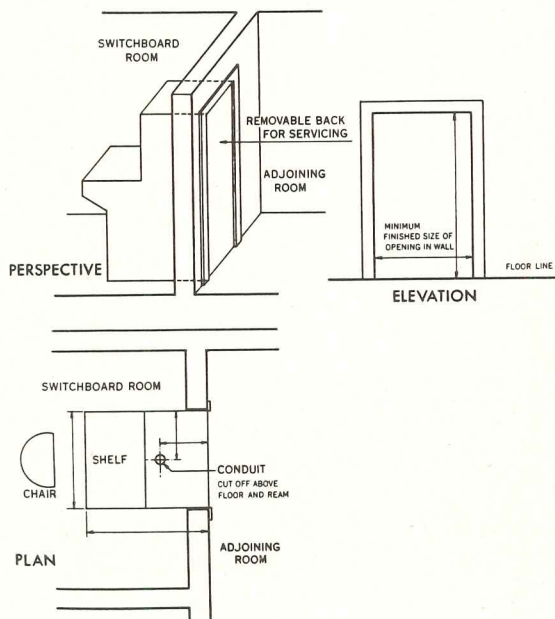 SWITCHBOARD
ROOM
REMOVABLE BACK
FOR SERVICING
ADJOINING
ROOM
PERSPECTIVE
MINIMUM
FINISHED SIZE OF
OPENING IN WALL
FLOOR LINE
ELEVATION
SWITCHBOARD ROOM
SHELF
CHAIR
CONDUIT
CUT OFF ABOVE
FLOOR AND REAM
PLAN
ADJOINING
ROOM